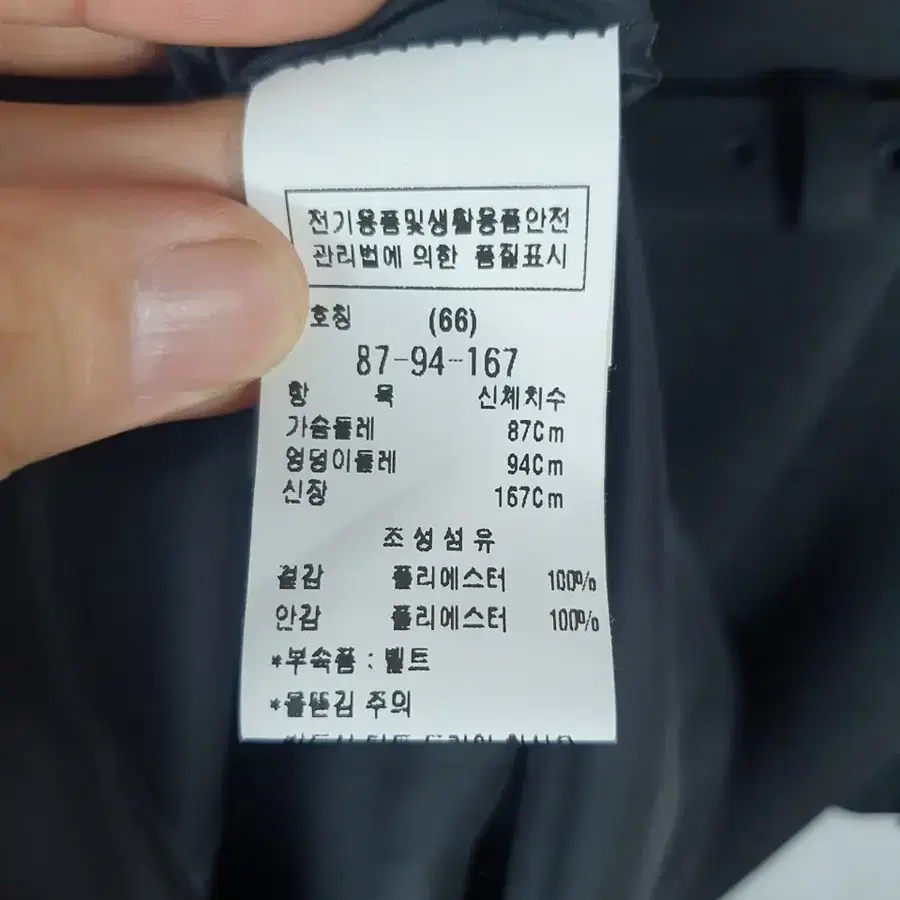 전기용품및생활용품안전
관리법에 의한 품질표시
호칭 (66)
87-94-167
항 목 신체치수
가슴둘레 87Cm
엉덩이둘레 94Cm
신장 167Cm
조성섬유
겉감 폴리에스터 100%
안감 폴리에스터 100%
*부속품 : 벨트
*올뜯김 주의